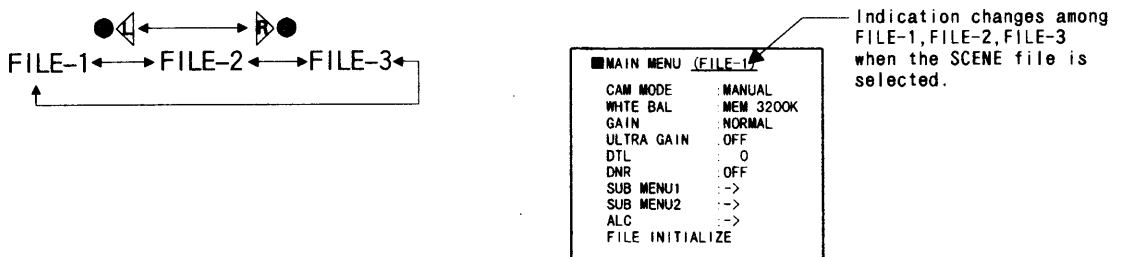 L R
FILE-1 FILE-2 FILE-3
Indication changes among
FILE-1,FILE-2,FILE-3
when the SCENE file is
selected.
MAIN MENU (FILE-1)
CAM MODE :MANUAL
WHTE BAL :MEM 3200K
GAIN :NORMAL
ULTRA GAIN :OFF
DTL : 0
DNR :OFF
SUB MENU1 :->
SUB MENU2 :->
ALC :->
FILE INITIALIZE